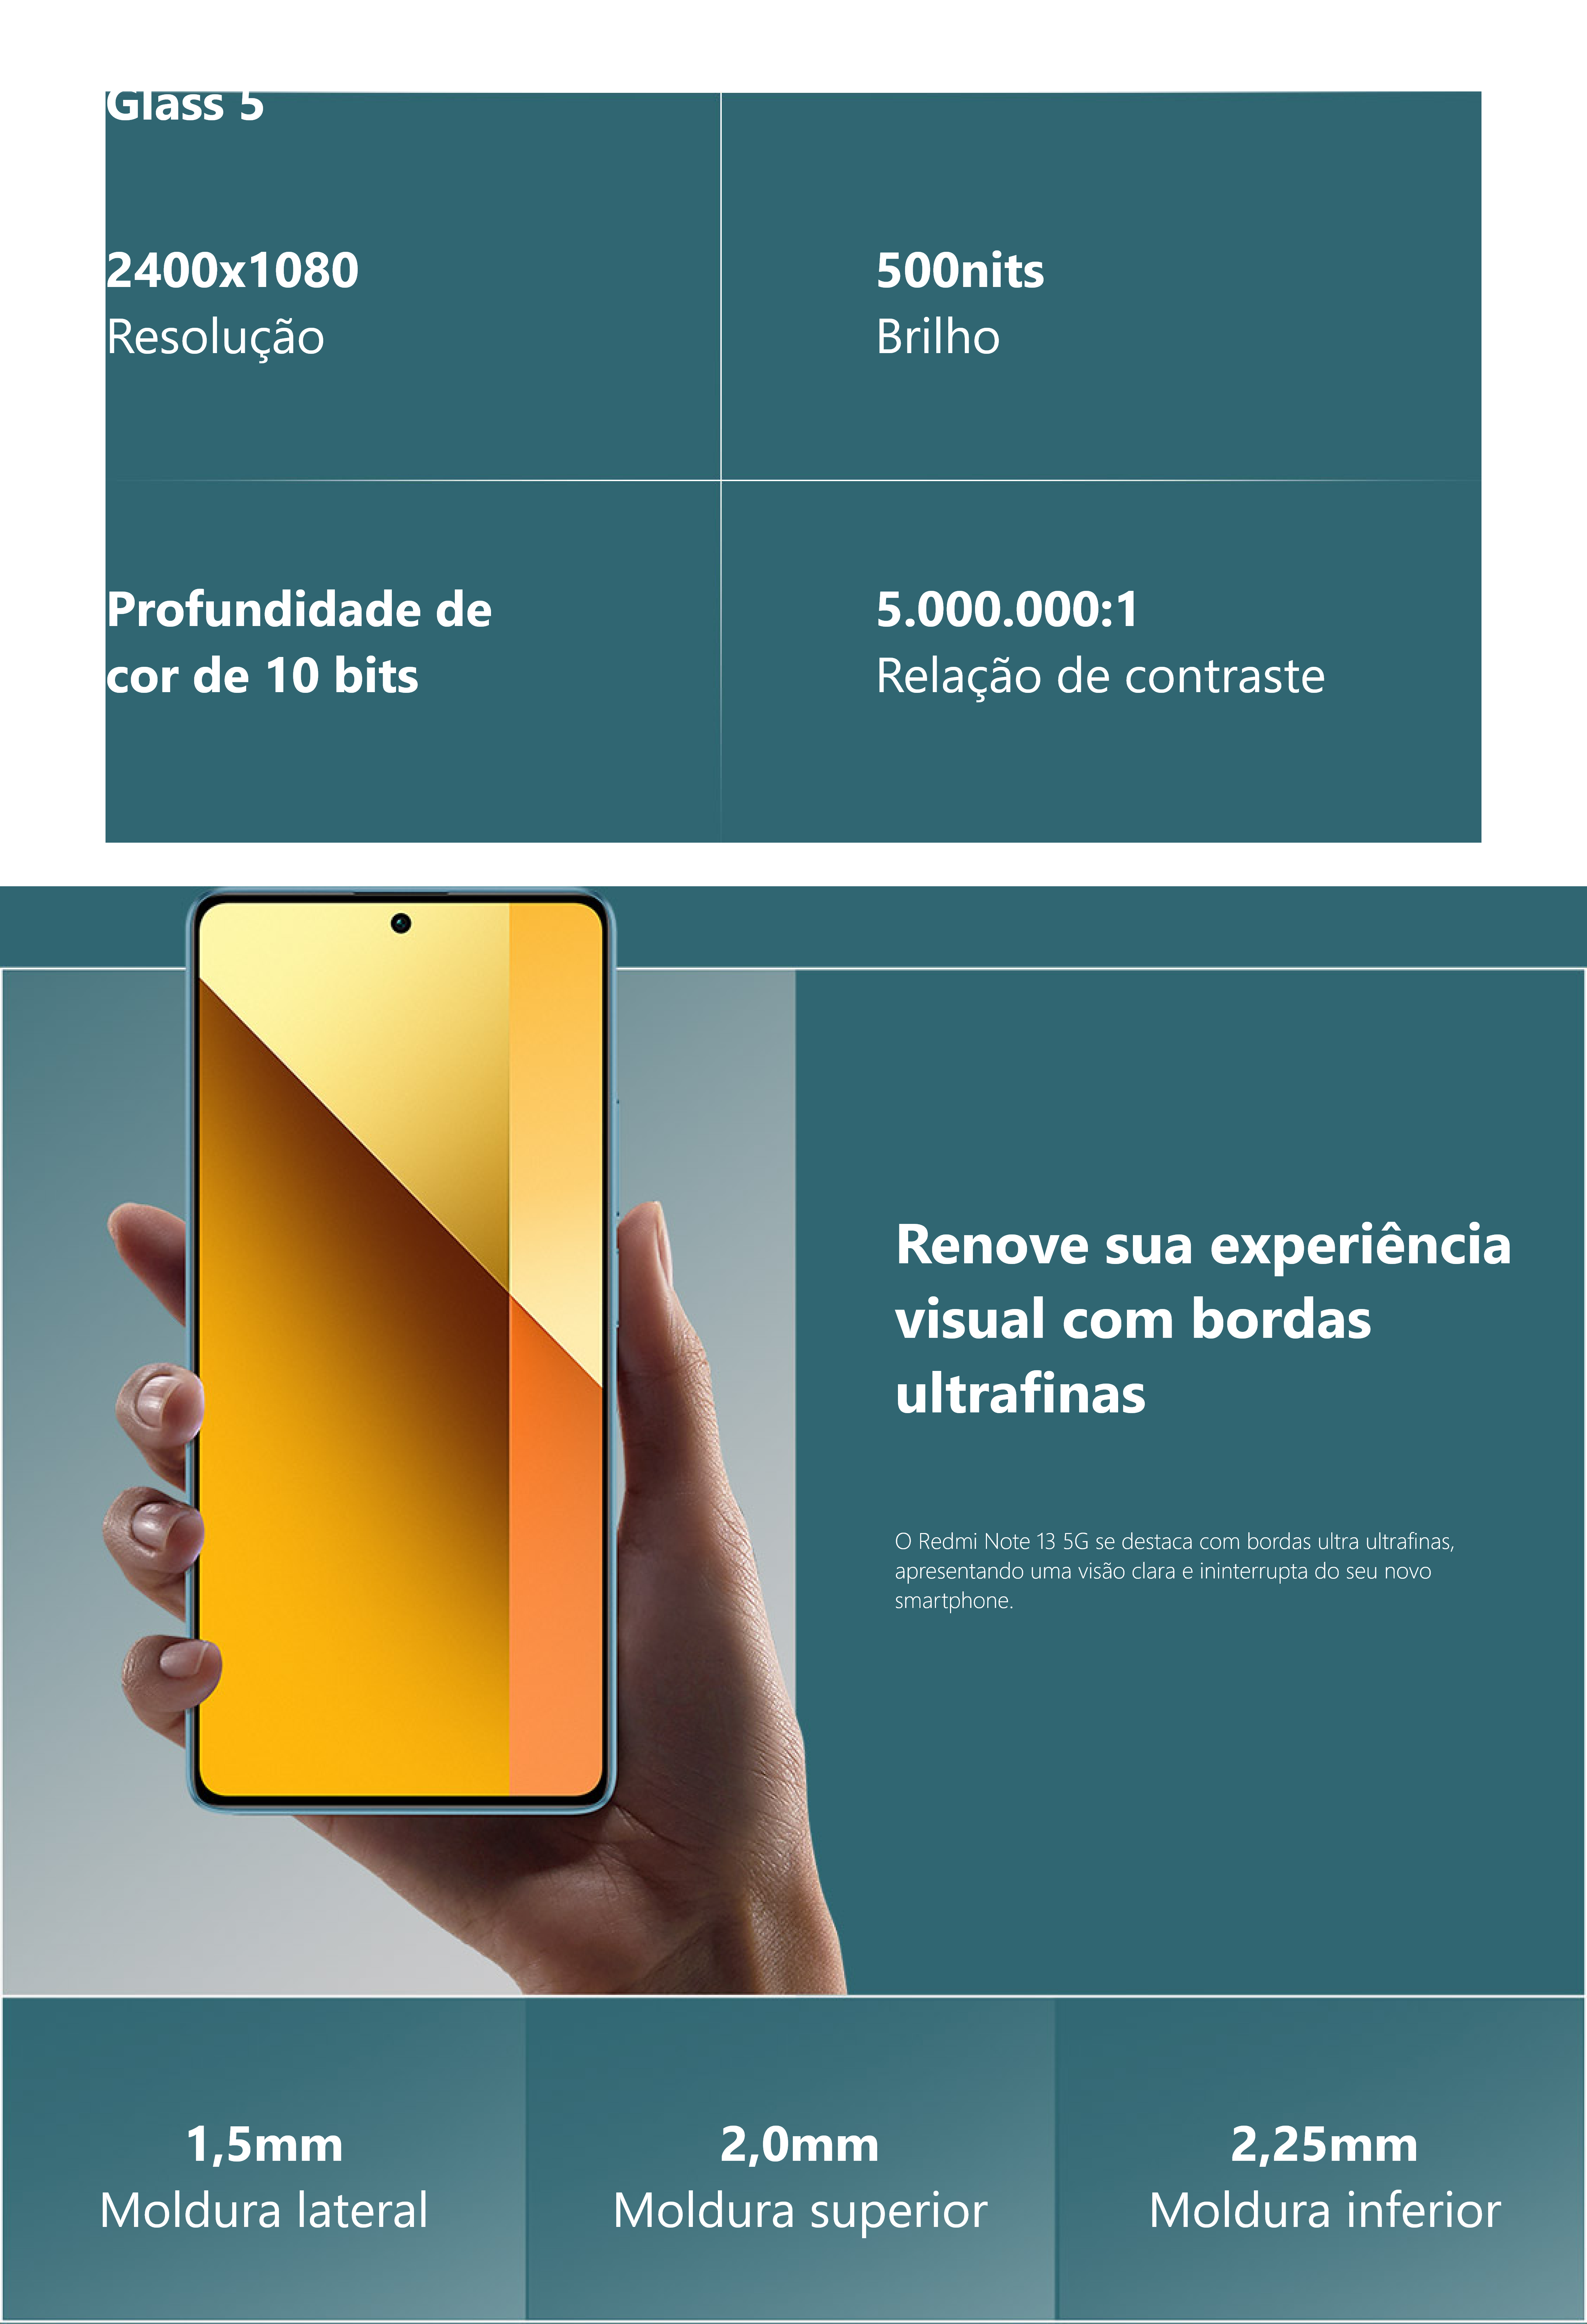 Glass 5
2400x1080
Resolução
500nits
Brilho
Profundidade de
cor de 10 bits
5.000.000:1
Relação de contraste
Renove sua experiência
visual com bordas
ultrafinas
O Redmi Note 13 5G se destaca com bordas ultra ultrafinas,
apresentando uma visão clara e ininterrupta do seu novo
smartphone.
1,5mm
Moldura lateral
2,0mm
Moldura superior
2,25mm
Moldura inferior